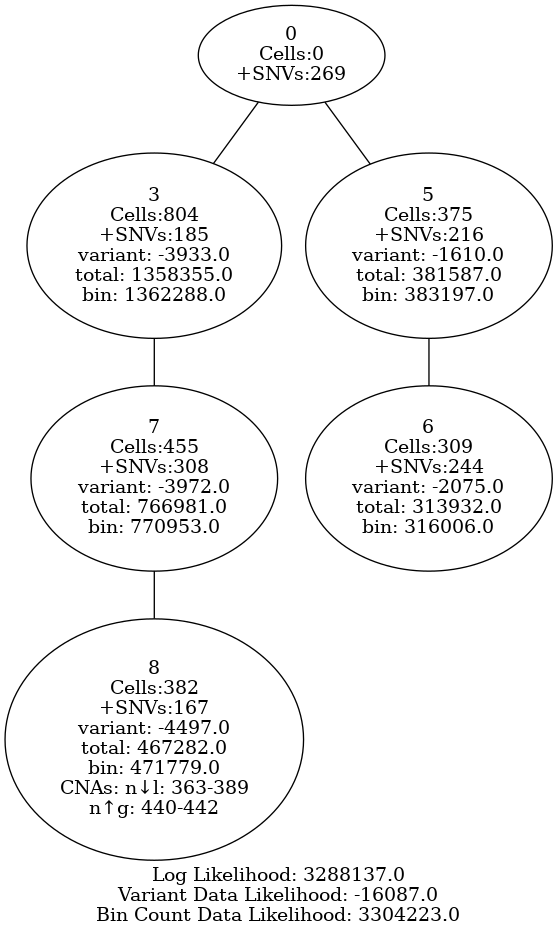 0
Cells:0
+SNVs:269
3
Cells:804
+SNVs:185
variant: -3933.0
total: 1358355.0
bin: 1362288.0
5
Cells:375
+SNVs:216
variant: -1610.0
total: 381587.0
bin: 383197.0
7
Cells:455
+SNVs:308
variant: -3972.0
total: 766981.0
bin: 770953.0
6
Cells:309
+SNVs:244
variant: -2075.0
total: 313932.0
bin: 316006.0
8
Cells:382
+SNVs:167
variant: -4497.0
total: 467282.0
bin: 471779.0
CNAs: n↓l: 363-389
n↑g: 440-442
Log Likelihood: 3288137.0
Variant Data Likelihood: -16087.0
Bin Count Data Likelihood: 3304223.0